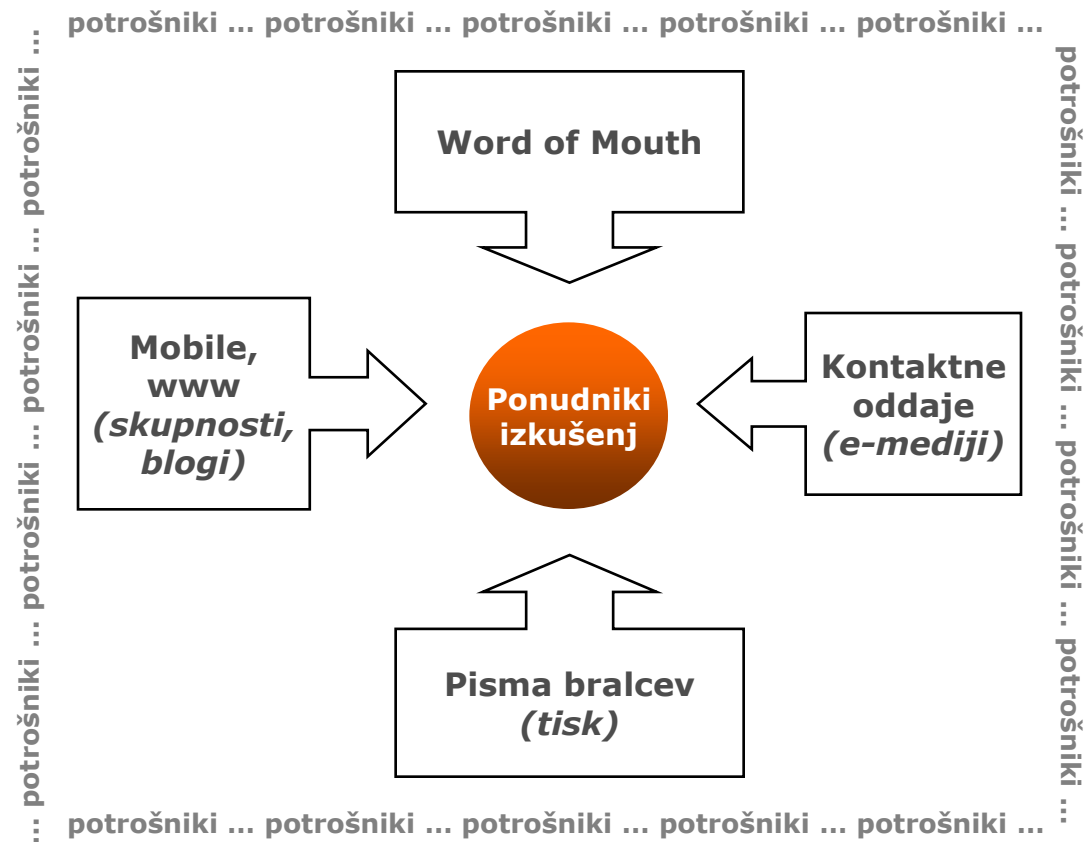 potrošniki ... potrošniki ... potrošniki ... potrošniki ... potrošniki ...
... potrošniki ... potrošniki ... potrošniki ... potrošniki ...
potrošniki ... potrošniki ... potrošniki ... potrošniki ...
Word of Mouth
Mobile,
www
(skupnosti,
blogi)
Ponudniki
izkušenj
Kontaktne
oddaje
(e-mediji)
Pisma bralcev
(tisk)
potrošniki ... potrošniki ... potrošniki ... potrošniki ... potrošniki ...